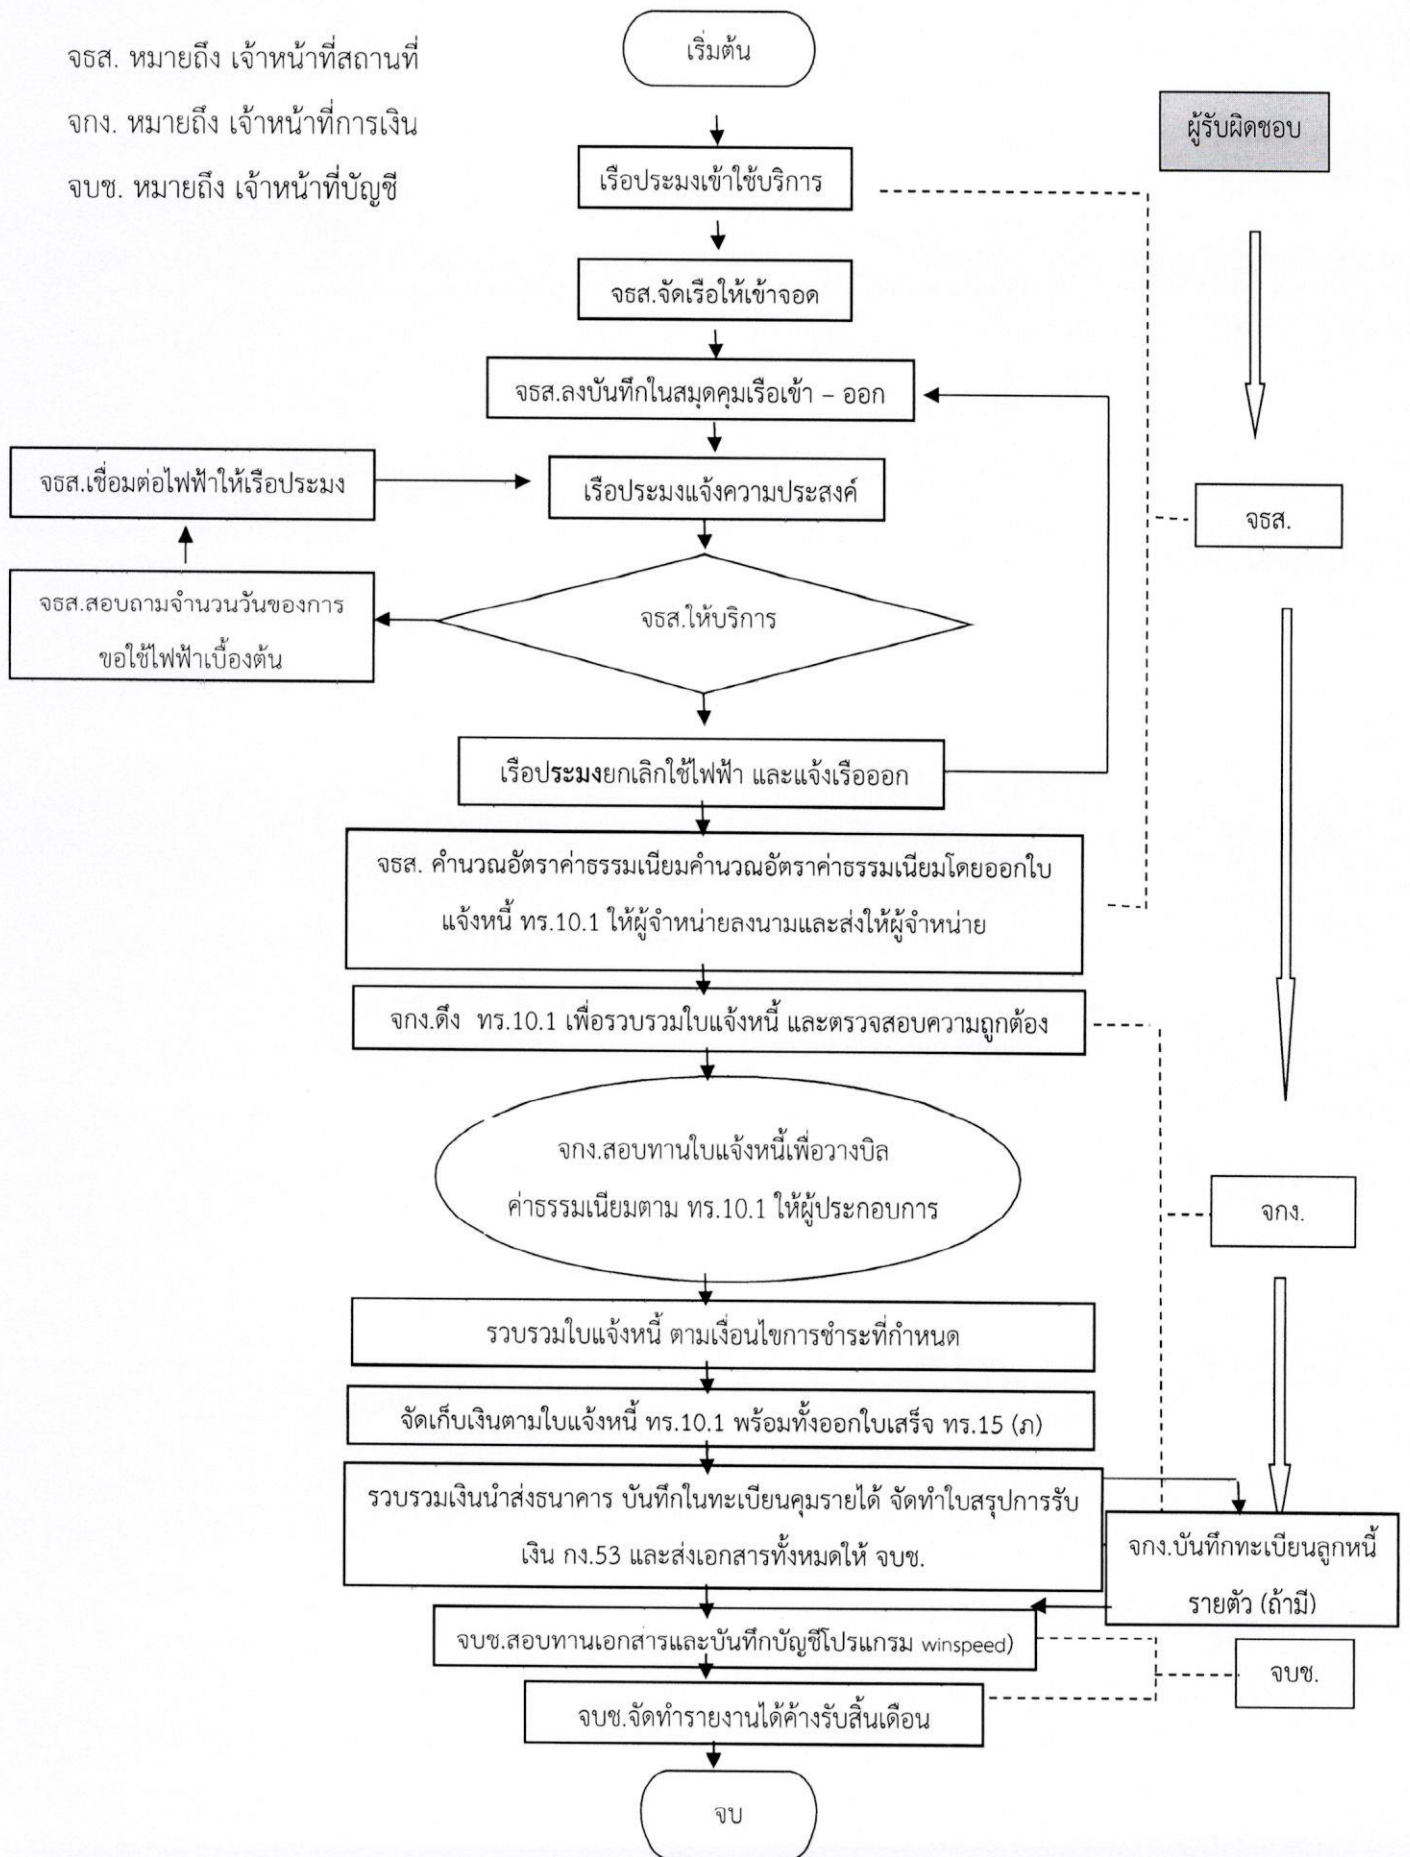 จธส. หมายถึง เจ้าหน้าที่สถานที่
จกง. หมายถึง เจ้าหน้าที่การเงิน
จบช. หมายถึง เจ้าหน้าที่บัญชี
เริ่มต้น
ผู้รับผิดชอบ
เรือประมงเข้าใช้บริการ
จธส.จัดเรือให้เข้าจอด
จธส.ลงบันทึกในสมุดคุมเรือเข้า – ออก
จธส.เชื่อมต่อไฟฟ้าให้เรือประมง
เรือประมงแจ้งความประสงค์
จธส.
จธส.สอบถามจำนวนวันของการ
ขอใช้ไฟฟ้าเบื้องต้น
จธส.ให้บริการ
เรือประมงยกเลิกใช้ไฟฟ้า และแจ้งเรือออก
จธส. คำนวณอัตราค่าธรรมเนียมคำนวณอัตราค่าธรรมเนียมโดยออกใบ
แจ้งหนี้ ทร.10.1 ให้ผู้จำหน่ายลงนามและส่งให้ผู้จำหน่าย
จกง.ดึง ทร.10.1 เพื่อรวบรวมใบแจ้งหนี้ และตรวจสอบความถูกต้อง
จกง.สอบทานใบแจ้งหนี้เพื่อวางบิล
ค่าธรรมเนียมตาม ทร.10.1 ให้ผู้ประกอบการ
จกง.
รวบรวมใบแจ้งหนี้ ตามเงื่อนไขการชำระที่กำหนด
จัดเก็บเงินตามใบแจ้งหนี้ ทร.10.1 พร้อมทั้งออกใบเสร็จ ทร.15 (ภ)
รวบรวมเงินนำส่งธนาคาร บันทึกในทะเบียนคุมรายได้ จัดทำใบสรุปการรับ
เงิน กง.53 และส่งเอกสารทั้งหมดให้ จบช.
จกง.บันทึกทะเบียนลูกหนี้
รายตัว (ถ้ามี)
จบช.สอบทานเอกสารและบันทึกบัญชีโปรแกรม winspeed)
จบช.
จบช.จัดทำรายงานได้ค้างรับสิ้นเดือน
จบ